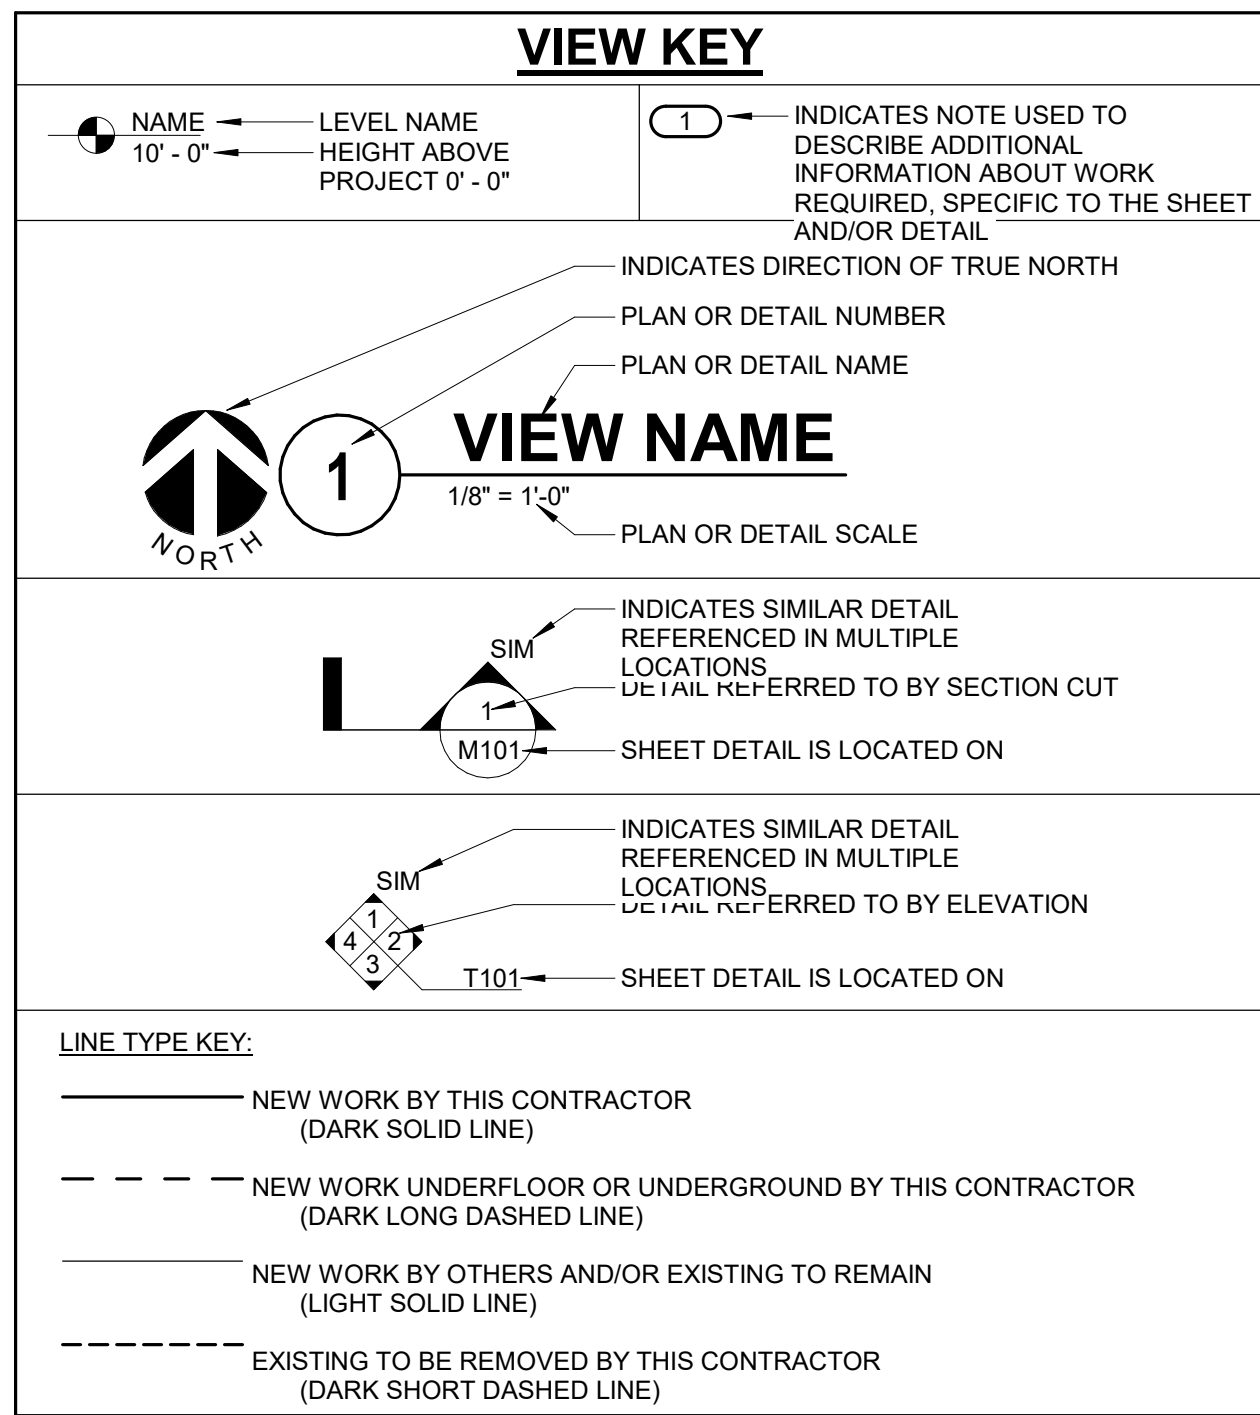 VIEW KEY
NAME
10' - 0"
LEVEL NAME
HEIGHT ABOVE
PROJECT 0' - 0"
1
INDICATES NOTE USED TO
DESCRIBE ADDITIONAL
INFORMATION ABOUT WORK
REQUIRED, SPECIFIC TO THE SHEET
AND/OR DETAIL
INDICATES DIRECTION OF TRUE NORTH
PLAN OR DETAIL NUMBER
PLAN OR DETAIL NAME
NORTH
1
VIEW NAME
1/8" = 1'-0"
PLAN OR DETAIL SCALE
SIM
1
M101
INDICATES SIMILAR DETAIL
REFERENCED IN MULTIPLE
LOCATIONS
DETAIL REFERRED TO BY SECTION CUT
SHEET DETAIL IS LOCATED ON
SIM
1
4 2
3
T101
INDICATES SIMILAR DETAIL
REFERENCED IN MULTIPLE
LOCATIONS
DETAIL REFERRED TO BY ELEVATION
SHEET DETAIL IS LOCATED ON
LINE TYPE KEY:
NEW WORK BY THIS CONTRACTOR
(DARK SOLID LINE)
NEW WORK UNDERFLOOR OR UNDERGROUND BY THIS CONTRACTOR
(DARK LONG DASHED LINE)
NEW WORK BY OTHERS AND/OR EXISTING TO REMAIN
(LIGHT SOLID LINE)
EXISTING TO BE REMOVED BY THIS CONTRACTOR
(DARK SHORT DASHED LINE)